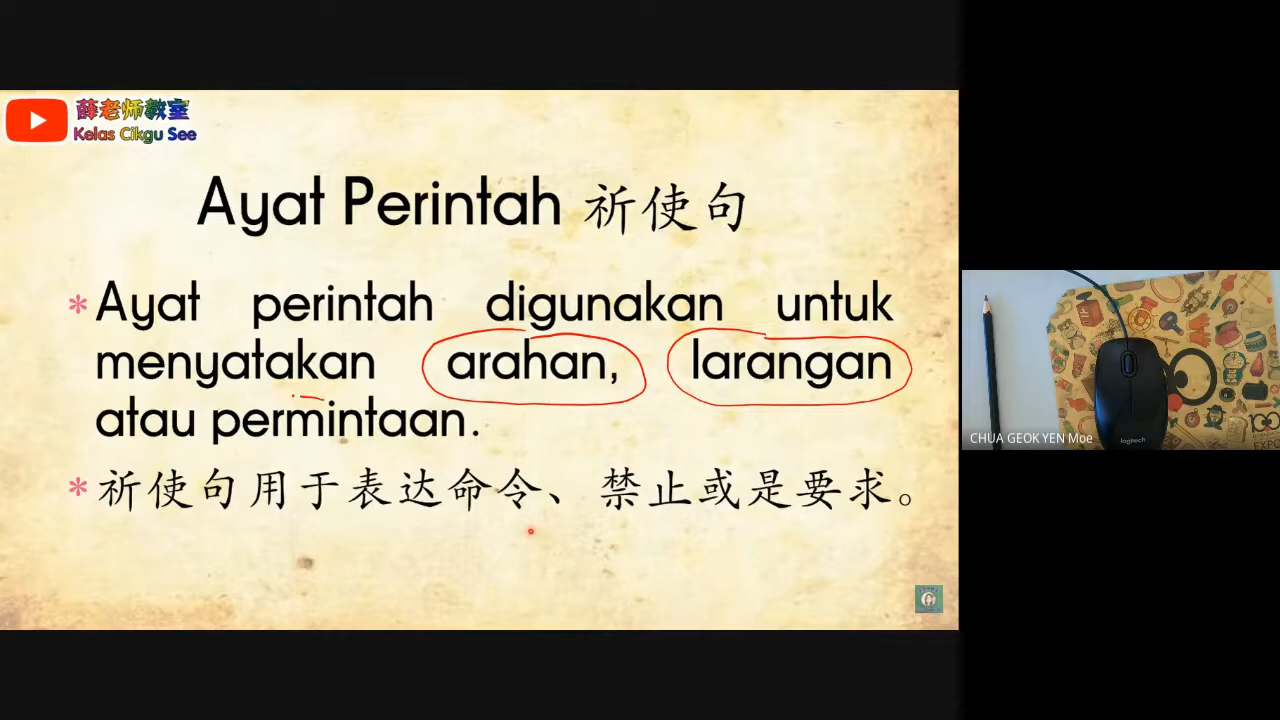 薛老师教室
Kelas Cikgu See
Ayat Perintah 祈使句
* Ayat perintah digunakan untuk
menyatakan arahan, larangan
atau permintaan.
* 祈使句用于表达命令、禁止或是要求。
CHUA GEOK YEN Moe
logitech